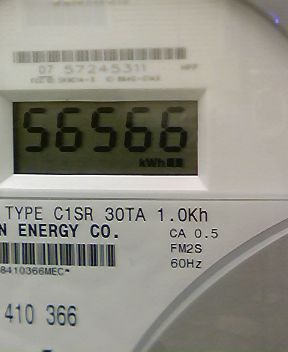 07 57245311
56566
kWh
TYPE C1SR 30TA 1.0Kh
N ENERGY CO.
CA 0.5
FM2S
60Hz
8410366MEC*
410 366